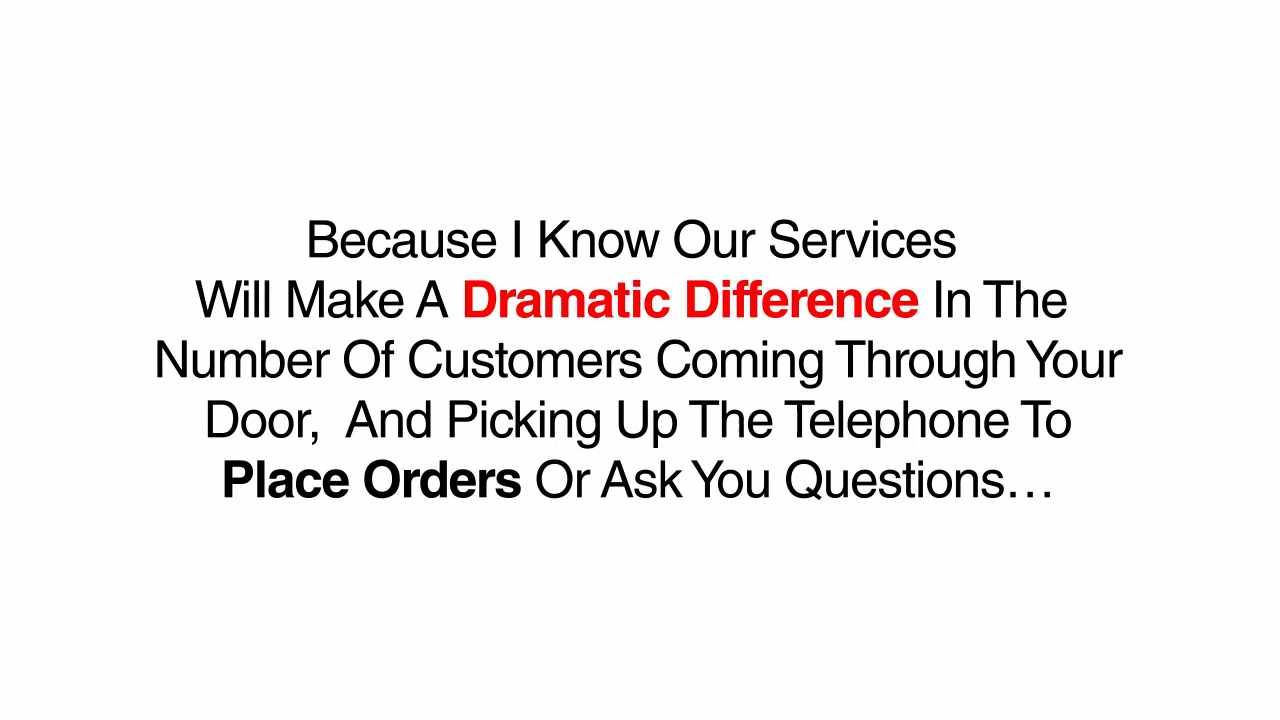 Because I Know Our Services
Will Make A Dramatic Difference In The
Number Of Customers Coming Through Your
Door,  And Picking Up The Telephone To
Place Orders Or Ask You Questions…